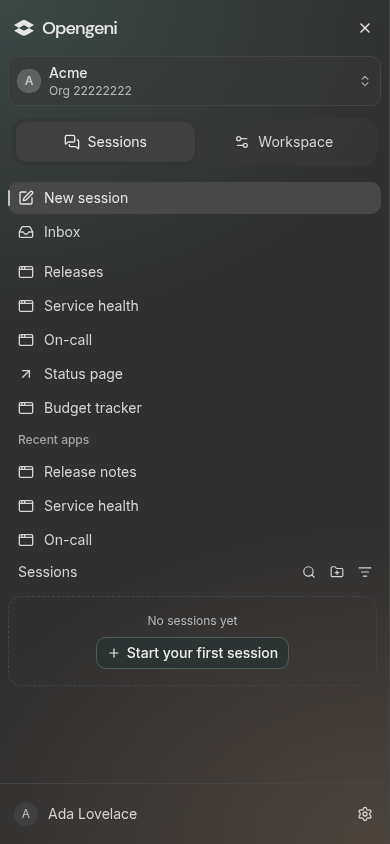 Opengeni
A
Acme
Org 22222222
Sessions
Workspace
New session
Inbox
Releases
Service health
On-call
Status page
Budget tracker
Recent apps
Release notes
Service health
On-call
Sessions
No sessions yet
Start your first session
A
Ada Lovelace